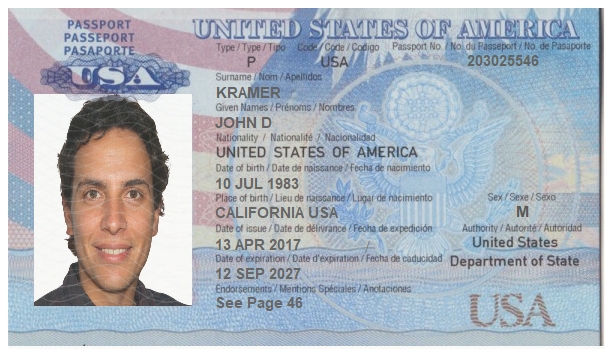 PASSPORT
PASSEPORT
PASAPORTE
USA
UNITED STATES OF AMERICA
Type / Type / Tipo Code / Code / Codigo Passport No. / No. du Passeport / No. de Pasaporte
P USA 203025546
Surname / Nom / Apellidos
KRAMER
Given Names / Prénoms / Nombres
JOHN D
Nationality / Nationalité / Nacionalidad
UNITED STATES OF AMERICA
Date of birth / Date de naissance / Fecha de nacimiento
10 JUL 1983
Place of birth / Lieu de naissance / Lugar de nacimiento Sex / Sexe / Sexo
CALIFORNIA USA M
Date of issue / Date de délivrance / Fecha de expedición Authority / Autorité / Autoridad
13 APR 2017 United States
Date of expiration / Date d'expiration / Fecha de caducidad Department of State
12 SEP 2027
Endorsements / Mentions Spéciales / Anotaciones
See Page 46
USA